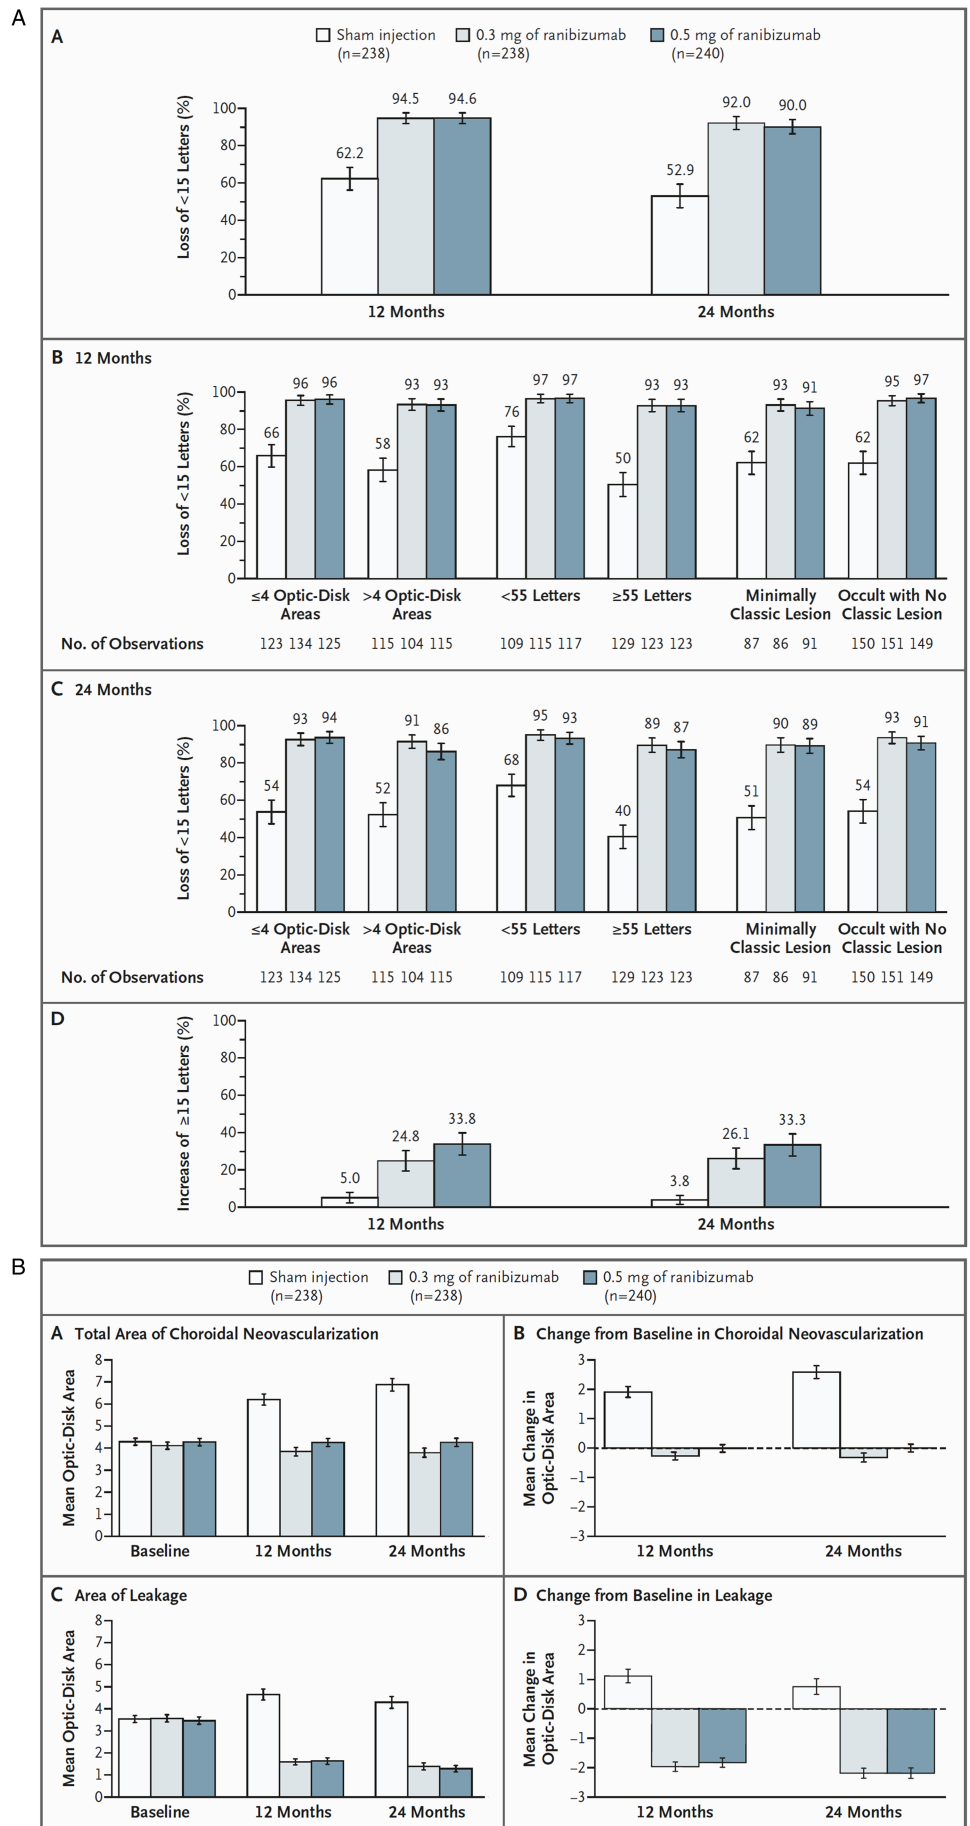 A
A
Sham injection (n=238)
0.3 mg of ranibizumab (n=238)
0.5 mg of ranibizumab (n=240)
Loss of <15 Letters (%)
100
80
60
40
20
0
62.2 94.5 94.6
52.9 92.0 90.0
12 Months 24 Months
B 12 Months
Loss of <15 Letters (%)
100
80
60
40
20
0
66 96 96 58 93 93 76 97 97 50 93 93 62 93 91 62 95 97
≤4 Optic-Disk Areas
>4 Optic-Disk Areas
<55 Letters
≥55 Letters
Minimally Classic Lesion
Occult with No Classic Lesion
No. of Observations 123 134 125 115 104 115 109 115 117 129 123 123 87 86 91 150 151 149
C 24 Months
Loss of <15 Letters (%)
100
80
60
40
20
0
54 93 94 52 91 86 68 95 93 40 89 87 51 90 89 54 93 91
≤4 Optic-Disk Areas
>4 Optic-Disk Areas
<55 Letters
≥55 Letters
Minimally Classic Lesion
Occult with No Classic Lesion
No. of Observations 123 134 125 115 104 115 109 115 117 129 123 123 87 86 91 150 151 149
D
Increase of ≥15 Letters (%)
100
80
60
40
20
0
5.0 24.8 33.8
3.8 26.1 33.3
12 Months 24 Months
B
Sham injection (n=238)
0.3 mg of ranibizumab (n=238)
0.5 mg of ranibizumab (n=240)
A Total Area of Choroidal Neovascularization
Mean Optic-Disk Area
8
7
6
5
4
3
2
1
0
Baseline 12 Months 24 Months
B Change from Baseline in Choroidal Neovascularization
Mean Change in Optic-Disk Area
3
2
1
0
−1
−2
−3
12 Months 24 Months
C Area of Leakage
Mean Optic-Disk Area
8
7
6
5
4
3
2
1
0
Baseline 12 Months 24 Months
D Change from Baseline in Leakage
Mean Change in Optic-Disk Area
3
2
1
0
−1
−2
−3
12 Months 24 Months